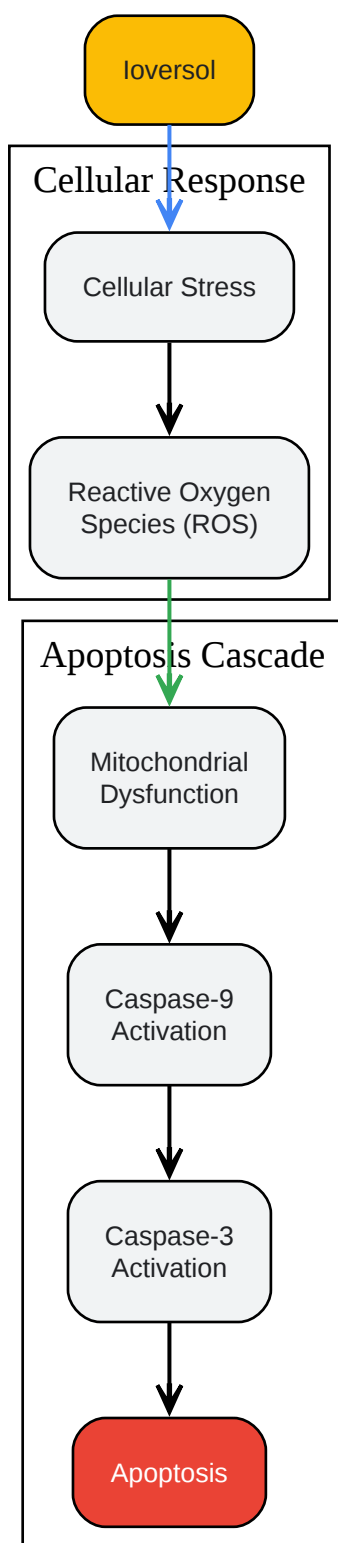 Ioversol
Cellular Response
Cellular Stress
Reactive Oxygen
Species (ROS)
Apoptosis Cascade
Mitochondrial
Dysfunction
Caspase-9
Activation
Caspase-3
Activation
Apoptosis